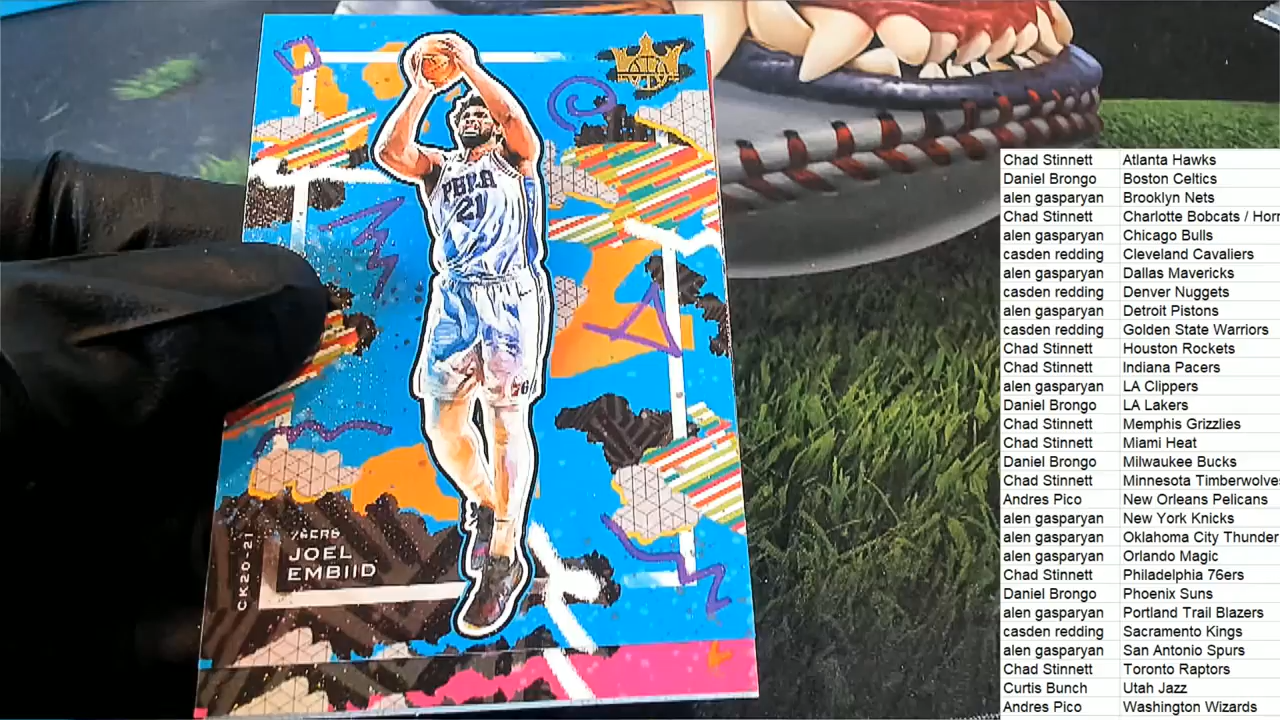 PHILA
21
76ERS
JOEL
EMBIID
CK20-21
Chad Stinnett Atlanta Hawks
Daniel Brongo Boston Celtics
alen gasparyan Brooklyn Nets
Chad Stinnett Charlotte Bobcats / Horn
alen gasparyan Chicago Bulls
casden redding Cleveland Cavaliers
alen gasparyan Dallas Mavericks
casden redding Denver Nuggets
alen gasparyan Detroit Pistons
casden redding Golden State Warriors
Chad Stinnett Houston Rockets
Chad Stinnett Indiana Pacers
alen gasparyan LA Clippers
Daniel Brongo LA Lakers
Chad Stinnett Memphis Grizzlies
Chad Stinnett Miami Heat
Daniel Brongo Milwaukee Bucks
Chad Stinnett Minnesota Timberwolves
Andres Pico New Orleans Pelicans
alen gasparyan New York Knicks
alen gasparyan Oklahoma City Thunder
alen gasparyan Orlando Magic
Chad Stinnett Philadelphia 76ers
Daniel Brongo Phoenix Suns
alen gasparyan Portland Trail Blazers
casden redding Sacramento Kings
alen gasparyan San Antonio Spurs
Chad Stinnett Toronto Raptors
Curtis Bunch Utah Jazz
Andres Pico Washington Wizards